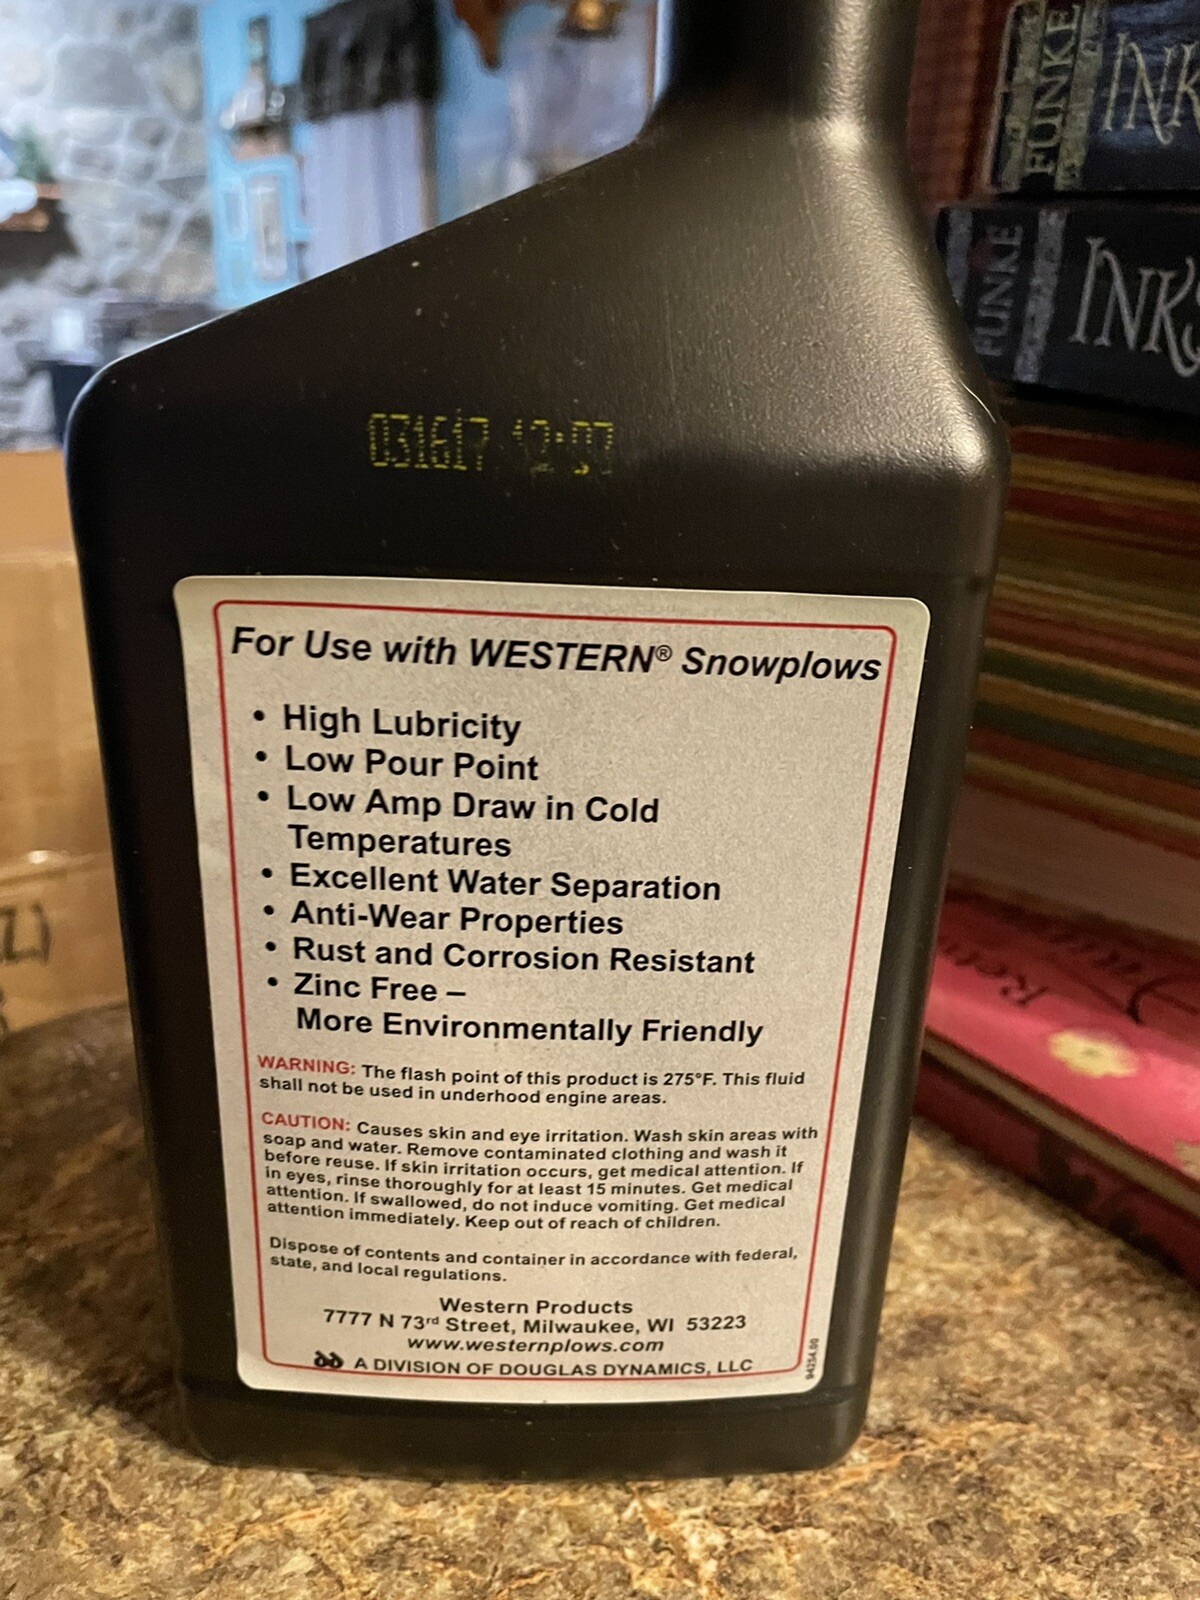 FUNKE
INK
FUNKE
INK
031617 12:07
For Use with WESTERN® Snowplows
• High Lubricity
• Low Pour Point
• Low Amp Draw in Cold
Temperatures
• Excellent Water Separation
• Anti-Wear Properties
• Rust and Corrosion Resistant
• Zinc Free –
More Environmentally Friendly
WARNING: The flash point of this product is 275°F. This fluid
shall not be used in underhood engine areas.
CAUTION: Causes skin and eye irritation. Wash skin areas with
soap and water. Remove contaminated clothing and wash it
before reuse. If skin irritation occurs, get medical attention. If
in eyes, rinse thoroughly for at least 15 minutes. Get medical
attention. If swallowed, do not induce vomiting. Get medical
attention immediately. Keep out of reach of children.
Dispose of contents and container in accordance with federal,
state, and local regulations.
Western Products
7777 N 73rd Street, Milwaukee, WI 53223
www.westernplows.com
A DIVISION OF DOUGLAS DYNAMICS, LLC
94254.00